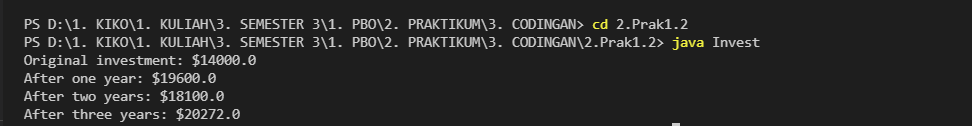 PS D:\1. KIKO\1. KULIAH\3. SEMESTER 3\1. PBO\2. PRAKTIKUM\3. CODINGAN> cd 2.Prak1.2
PS D:\1. KIKO\1. KULIAH\3. SEMESTER 3\1. PBO\2. PRAKTIKUM\3. CODINGAN\2.Prak1.2> java Invest
Original investment: $14000.0
After one year: $19600.0
After two years: $18100.0
After three years: $20272.0